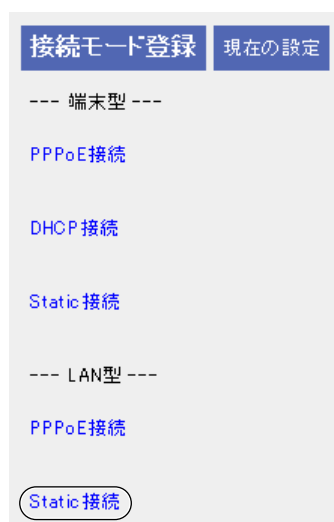 接続モード登録 現在の設定
--- 端末型 ---
PPPoE接続
DHCP接続
Static接続
--- LAN型 ---
PPPoE接続
Static接続